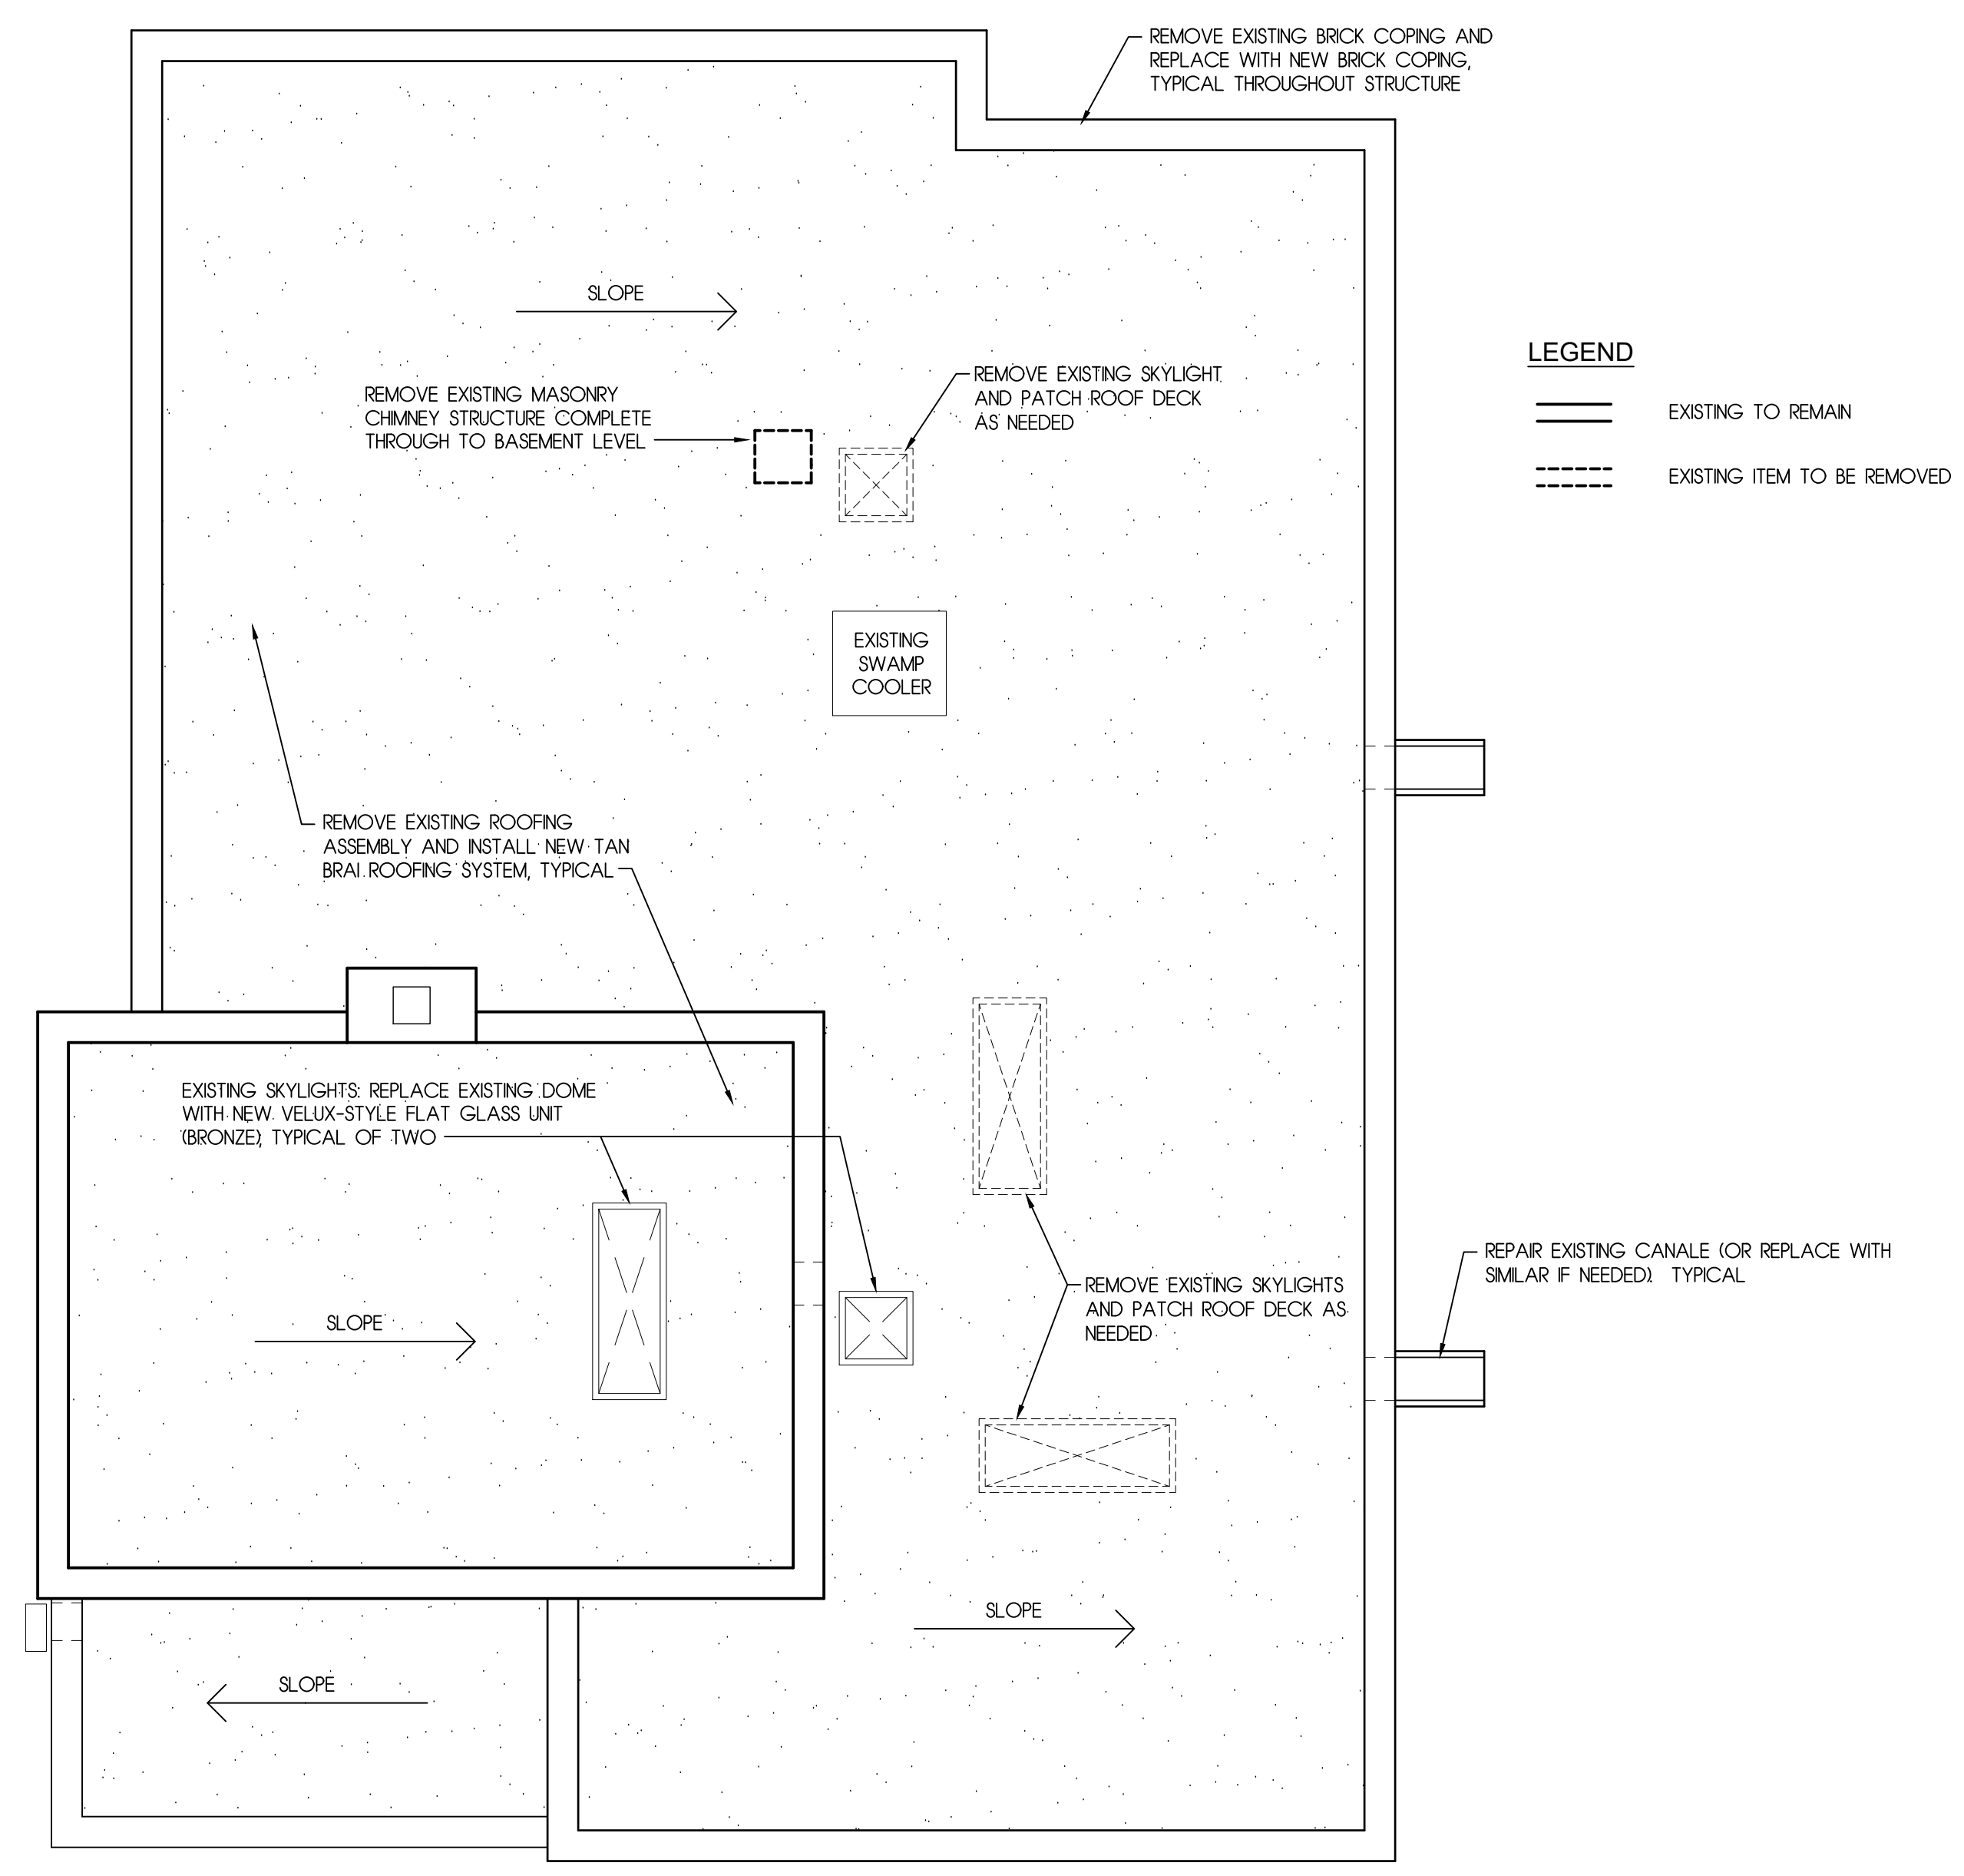 REMOVE EXISTING BRICK COPING AND
REPLACE WITH NEW BRICK COPING,
TYPICAL THROUGHOUT STRUCTURE
SLOPE
LEGEND
EXISTING TO REMAIN
EXISTING ITEM TO BE REMOVED
REMOVE EXISTING MASONRY
CHIMNEY STRUCTURE COMPLETE
THROUGH TO BASEMENT LEVEL
REMOVE EXISTING SKYLIGHT
AND PATCH ROOF DECK
AS NEEDED
EXISTING
SWAMP
COOLER
REMOVE EXISTING ROOFING
ASSEMBLY AND INSTALL NEW TAN
BRAI ROOFING SYSTEM, TYPICAL
EXISTING SKYLIGHTS: REPLACE EXISTING DOME
WITH NEW VELUX-STYLE FLAT GLASS UNIT
(BRONZE), TYPICAL OF TWO
REPAIR EXISTING CANALE (OR REPLACE WITH
SIMILAR IF NEEDED). TYPICAL
REMOVE EXISTING SKYLIGHTS
AND PATCH ROOF DECK AS
NEEDED
SLOPE
SLOPE
SLOPE